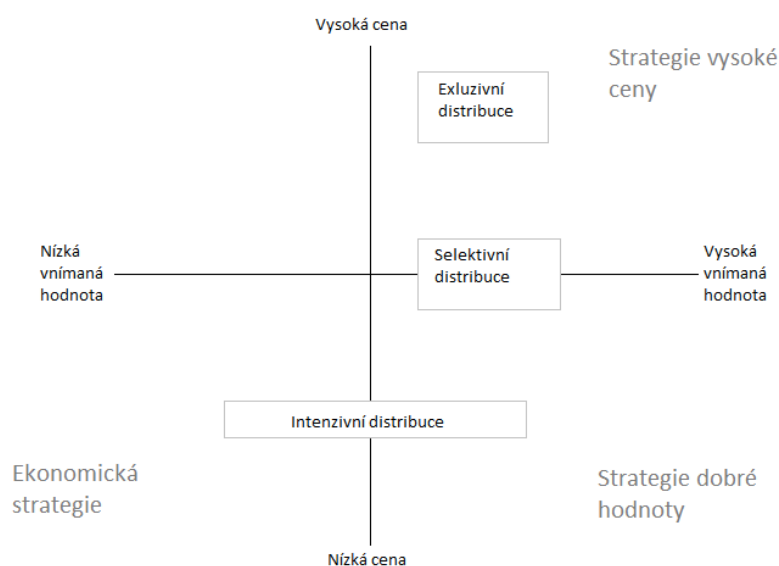 Vysoká cena
Strategie vysoké
ceny
Exluzivní
distribuce
Nízká
vnímaná
hodnota
Selektivní
distribuce
Vysoká
vnímaná
hodnota
Intenzivní distribuce
Ekonomická
strategie
Strategie dobré
hodnoty
Nízká cena